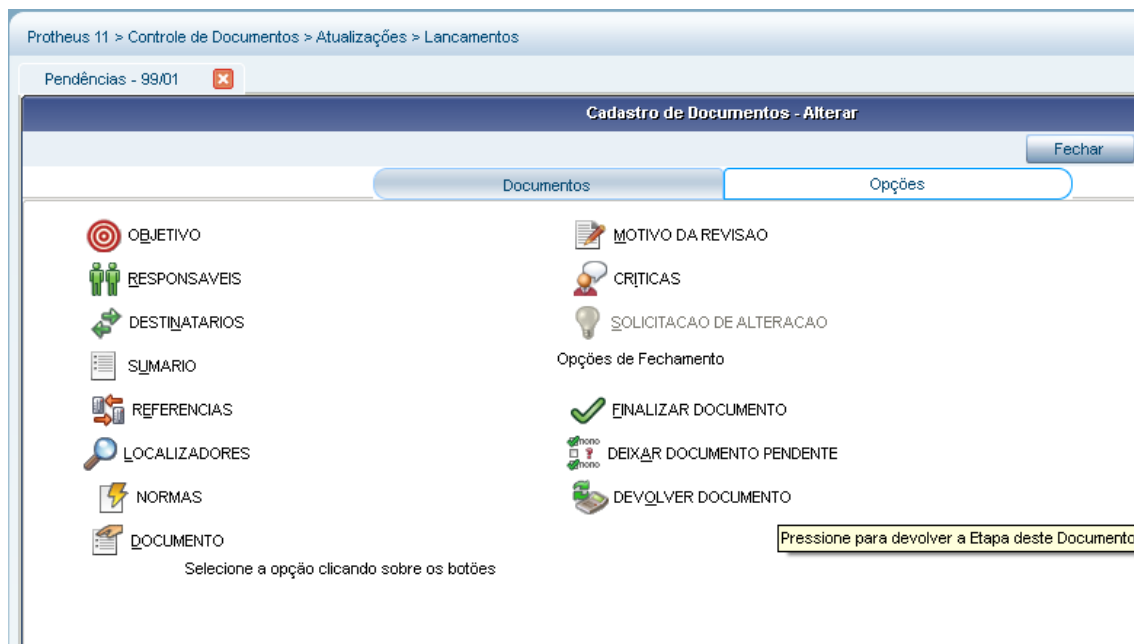 Protheus 11 > Controle de Documentos > Atualizações > Lancamentos
Pendências - 99/01
Cadastro de Documentos - Alterar
Fechar
Documentos
Opções
OBJETIVO
RESPONSAVEIS
DESTINATARIOS
SUMARIO
REFERENCIAS
LOCALIZADORES
NORMAS
DOCUMENTO
Selecione a opção clicando sobre os botões
MOTIVO DA REVISAO
CRITICAS
SOLICITACAO DE ALTERACAO
Opções de Fechamento
FINALIZAR DOCUMENTO
nono
nono
DEIXAR DOCUMENTO PENDENTE
DEVOLVER DOCUMENTO
Pressione para devolver a Etapa deste Documento